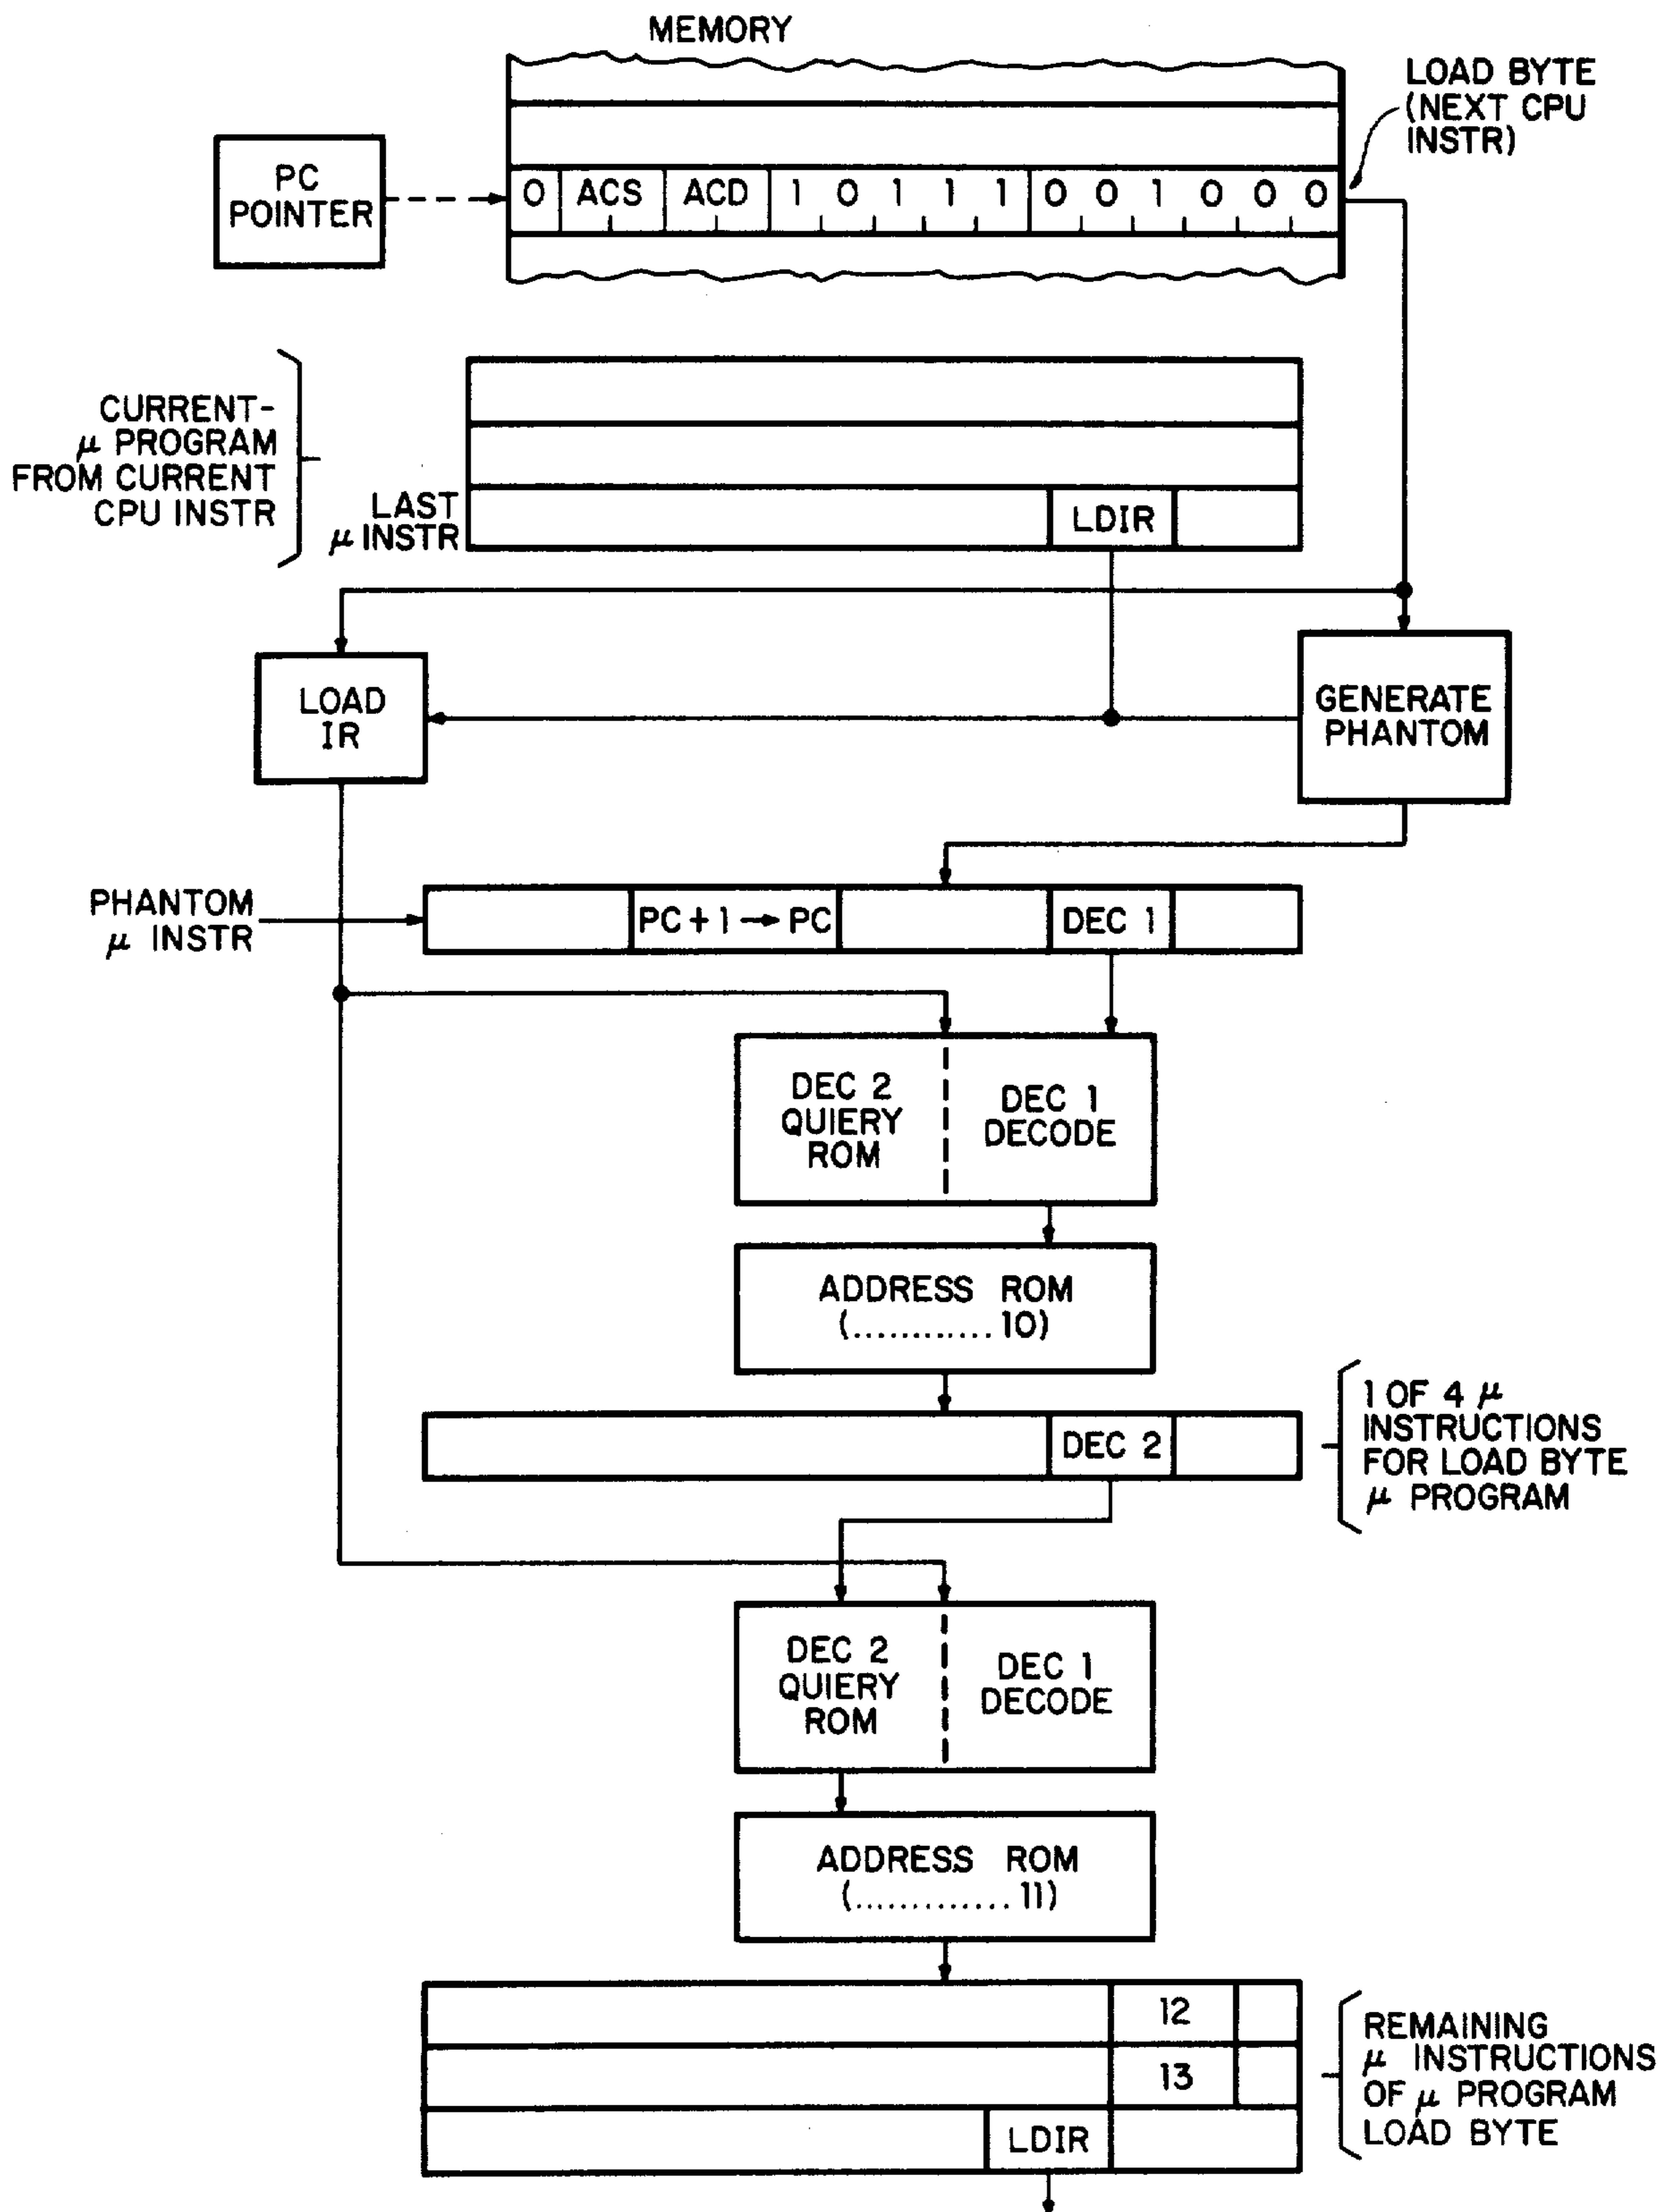 MEMORY
LOAD BYTE
(NEXT CPU
INSTR)
PC
POINTER
0 ACS ACD 1 0 1 1 1 0 0 1 0 0 0
CURRENT-
μ PROGRAM
FROM CURRENT
CPU INSTR
LAST
μ INSTR
LDIR
LOAD
IR
GENERATE
PHANTOM
PHANTOM
μ INSTR
PC + 1 → PC
DEC 1
DEC 2
QUIERY
ROM
DEC 1
DECODE
ADDRESS ROM
(............ 10)
DEC 2
1 OF 4 μ
INSTRUCTIONS
FOR LOAD BYTE
μ PROGRAM
DEC 2
QUIERY
ROM
DEC 1
DECODE
ADDRESS ROM
(............. 11)
12
13
LDIR
REMAINING
μ INSTRUCTIONS
OF μ PROGRAM
LOAD BYTE